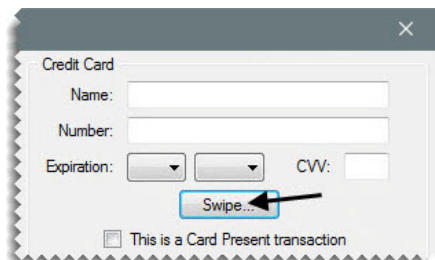 Credit Card
Name:
Number:
Expiration: CVV:
Swipe...
This is a Card Present transaction